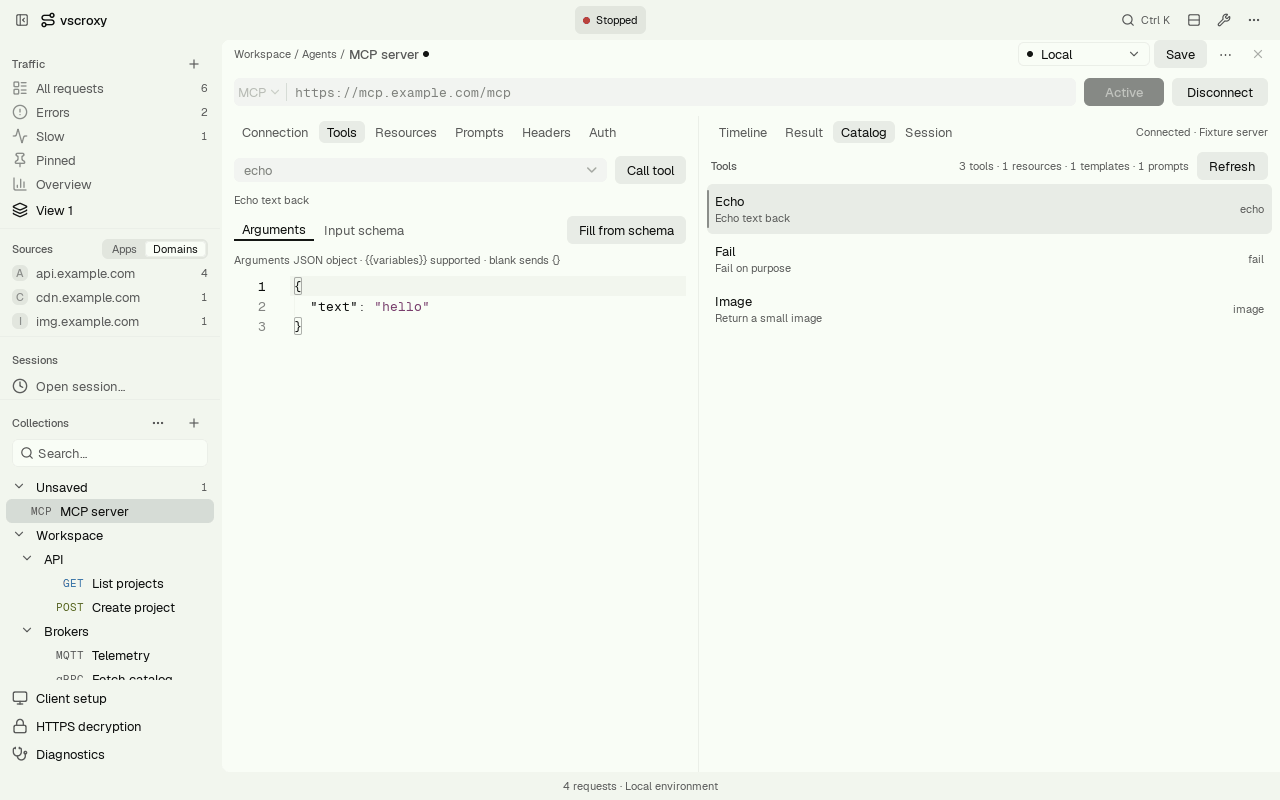 vscroxy
Stopped
Ctrl K
Traffic
All requests 6
Errors 2
Slow 1
Pinned
Overview
View 1
Sources Apps Domains
A api.example.com 4
C cdn.example.com 1
I img.example.com 1
Sessions
Open session...
Collections
Search...
Unsaved 1
MCP MCP server
Workspace
API
GET List projects
POST Create project
Brokers
MQTT Telemetry
gRPC Fetch catalog
Client setup
HTTPS decryption
Diagnostics
Workspace / Agents / MCP server
Local
Save
MCP https://mcp.example.com/mcp
Active
Disconnect
Connection Tools Resources Prompts Headers Auth
echo
Call tool
Echo text back
Arguments Input schema
Fill from schema
Arguments JSON object · {{variables}} supported · blank sends {}
1 {
2 "text": "hello"
3 }
Timeline Result Catalog Session
Connected · Fixture server
Tools
3 tools · 1 resources · 1 templates · 1 prompts
Refresh
Echo
Echo text back
echo
Fail
Fail on purpose
fail
Image
Return a small image
image
4 requests · Local environment